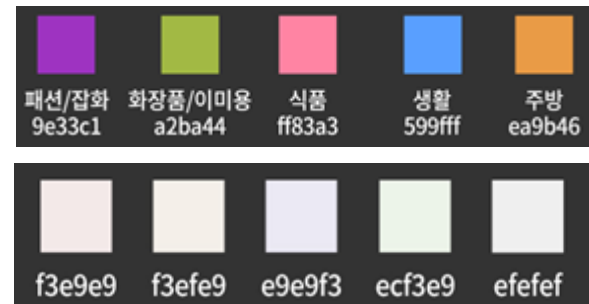 패션/잡화 화장품/이미용 식품 생활 주방
9e33c1 a2ba44 ff83a3 599fff ea9b46
f3e9e9 f3efe9 e9e9f3 ecf3e9 efefef